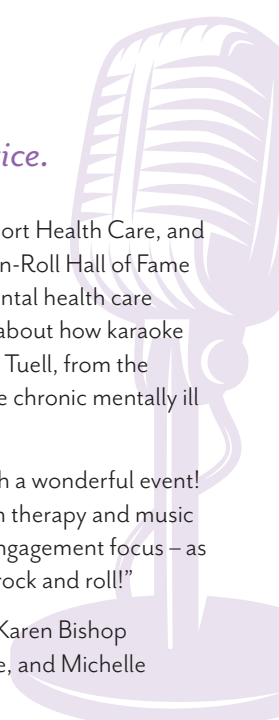 ice.
ort Health Care, and
n-Roll Hall of Fame
ntal health care
about how karaoke
Tuell, from the
e chronic mentally ill
h a wonderful event!
n therapy and music
ngagement focus – as
rock and roll!”
Karen Bishop
e, and Michelle